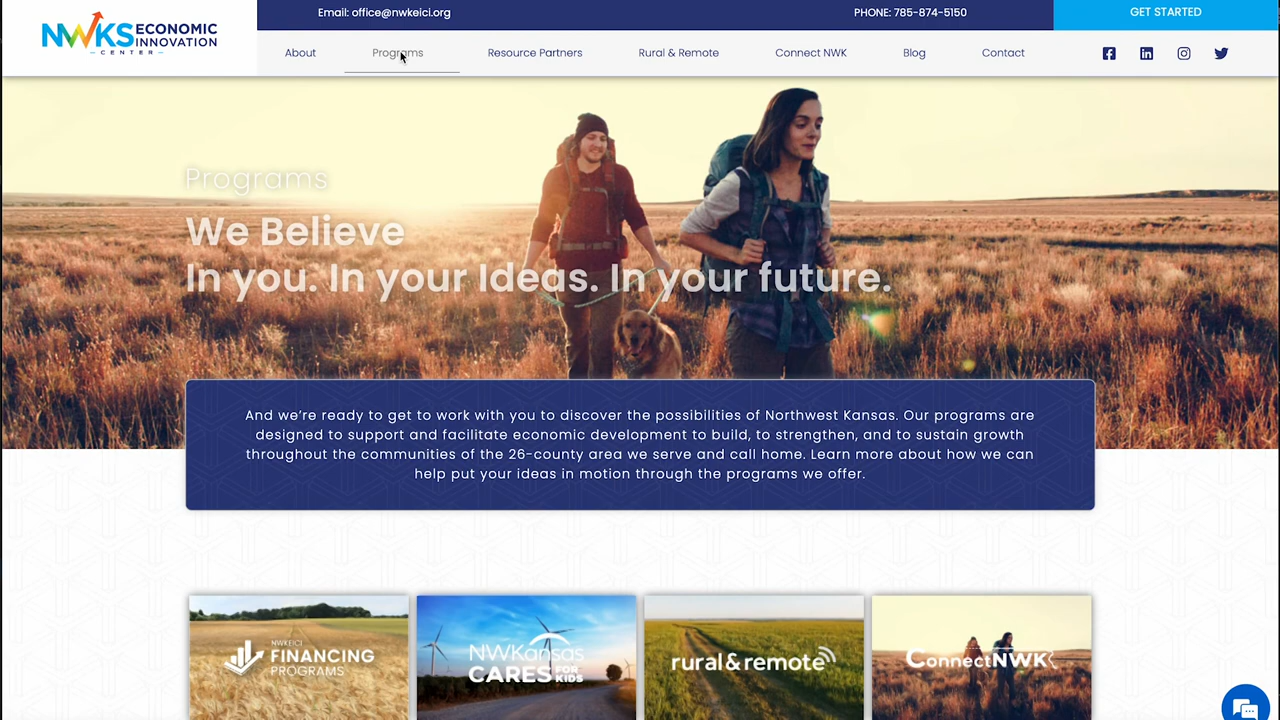 NWKS ECONOMIC
INNOVATION
CENTER
Email: office@nwkeici.org
PHONE: 785-874-5150
GET STARTED
About
Programs
Resource Partners
Rural & Remote
Connect NWK
Blog
Contact
Programs
We Believe
In you. In your Ideas. In your future.
And we're ready to get to work with you to discover the possibilities of Northwest Kansas. Our programs are
designed to support and facilitate economic development to build, to strengthen, and to sustain growth
throughout the communities of the 26-county area we serve and call home. Learn more about how we can
help put your ideas in motion through the programs we offer.
NWKEICI
FINANCING
PROGRAMS
NWKansas
CARES FOR KIDS
rural & remote
ConnectNWK